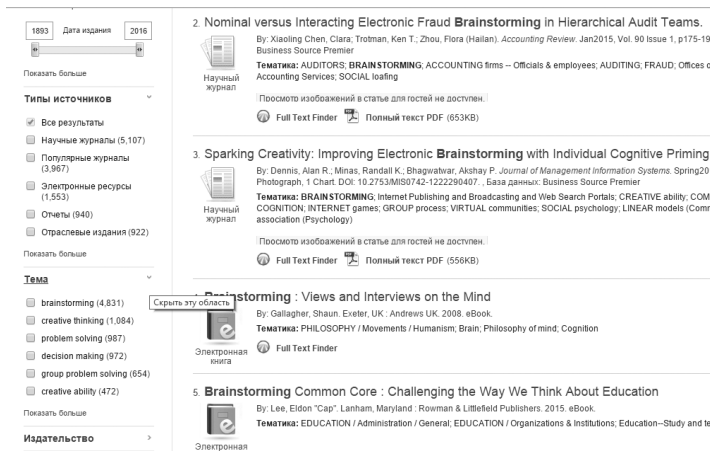 1893 Дата издания 2016
Показать больше
Типы источников
Все результаты
Научные журналы (5,107)
Популярные журналы
(3,967)
Электронные ресурсы
(1,553)
Отчеты (940)
Отраслевые издания (922)
Показать больше
Тема
brainstorming (4,831)
creative thinking (1,084)
problem solving (987)
decision making (972)
group problem solving (654)
creative ability (472)
Показать больше
Издательство
Скрыть эту область
2. Nominal versus Interacting Electronic Fraud Brainstorming in Hierarchical Audit Teams.
By: Xiaoling Chen, Clara; Trotman, Ken T.; Zhou, Flora (Hailan). Accounting Review. Jan2015, Vol. 90 Issue 1, p175-19
Business Source Premier
Тематика: AUDITORS; BRAINSTORMING; ACCOUNTING firms -- Officials & employees; AUDITING; FRAUD; Offices
Accounting Services; SOCIAL loafing
Научный
журнал
Просмотр изображений в статье для гостей не доступен.
Full Text Finder PDF Полный текст PDF (653KB)
3. Sparking Creativity: Improving Electronic Brainstorming with Individual Cognitive Priming
By: Dennis, Alan R.; Minas, Randall K.; Bhagwatwar, Akshay P. Journal of Management Information Systems. Spring20
Photograph, 1 Chart. DOI: 10.2753/MIS0742-1222290407. , База данных: Business Source Premier
Тематика: BRAINSTORMING; Internet Publishing and Broadcasting and Web Search Portals; CREATIVE ability; COM
COGNITION; INTERNET games; GROUP process; VIRTUAL communities; SOCIAL psychology; LINEAR models (Comm
association (Psychology)
Научный
журнал
Просмотр изображений в статье для гостей не доступен.
Full Text Finder PDF Полный текст PDF (556KB)
Brainstorming : Views and Interviews on the Mind
By: Gallagher, Shaun. Exeter, UK : Andrews UK. 2008. eBook.
Тематика: PHILOSOPHY / Movements / Humanism; Brain; Philosophy of mind; Cognition
Full Text Finder
Электронная
книга
5. Brainstorming Common Core : Challenging the Way We Think About Education
By: Lee, Eldon "Cap". Lanham, Maryland : Rowman & Littlefield Publishers. 2015. eBook.
Тематика: EDUCATION / Administration / General; EDUCATION / Organizations & Institutions; Education--Study and te
Электронная